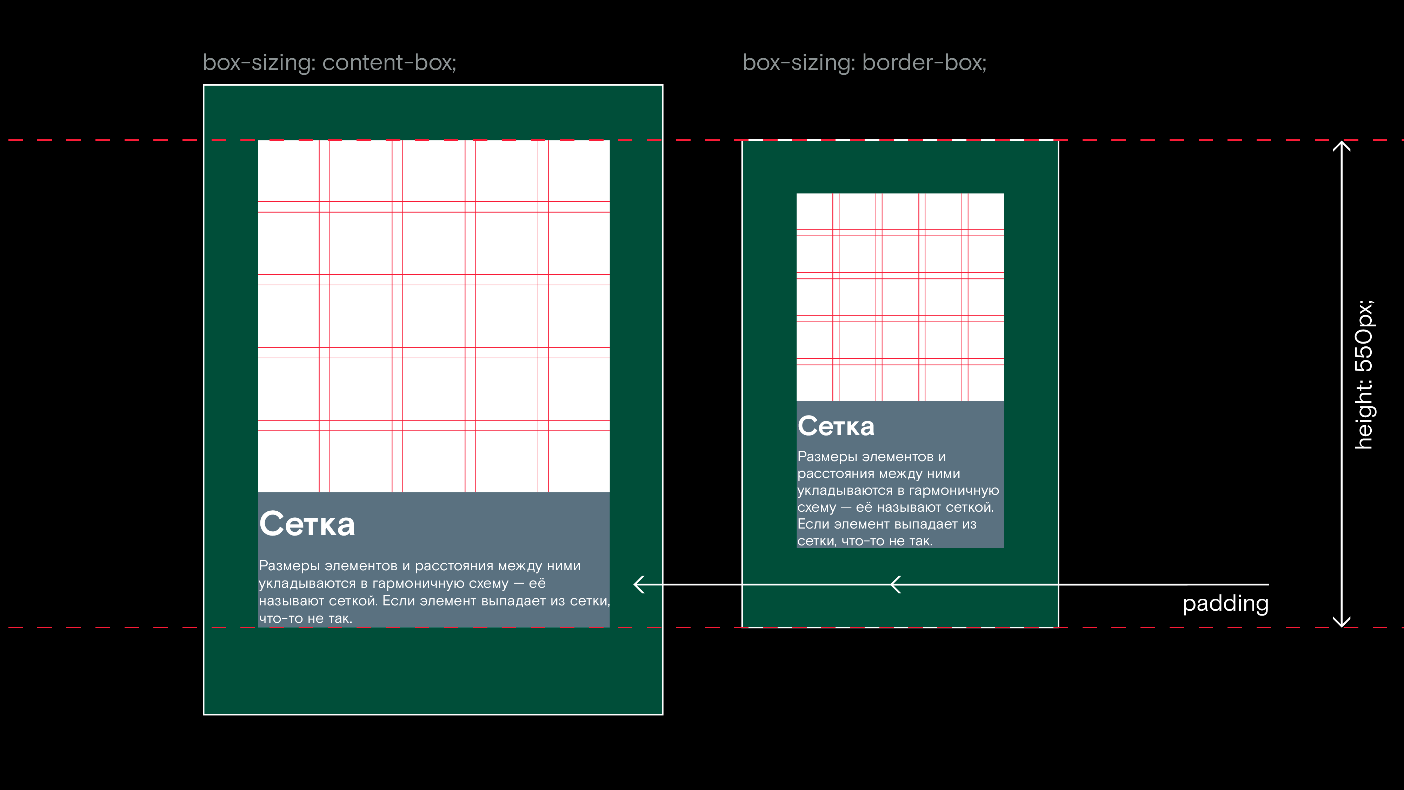 box-sizing: content-box;
box-sizing: border-box;
Сетка
Размеры элементов и расстояния между ними
укладываются в гармоничную схему — её
называют сеткой. Если элемент выпадает из сетки,
что-то не так.
Сетка
Размеры элементов и
расстояния между ними
укладываются в гармоничную
схему — её называют сеткой.
Если элемент выпадает из
сетки, что-то не так.
padding
height: 550px;